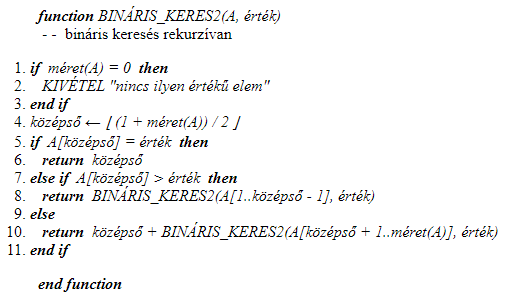 function BINÁRIS_KERES2(A, érték)
- - bináris keresés rekurzívan
1. if méret(A) = 0 then
2. KIVÉTEL "nincs ilyen értékű elem"
3. end if
4. középső ← [ (1 + méret(A)) / 2 ]
5. if A[középső] = érték then
6. return középső
7. else if A[középső] > érték then
8. return BINÁRIS_KERES2(A[1..középső - 1], érték)
9. else
10. return középső + BINÁRIS_KERES2(A[középső + 1..méret(A)], érték)
11. end if
end function